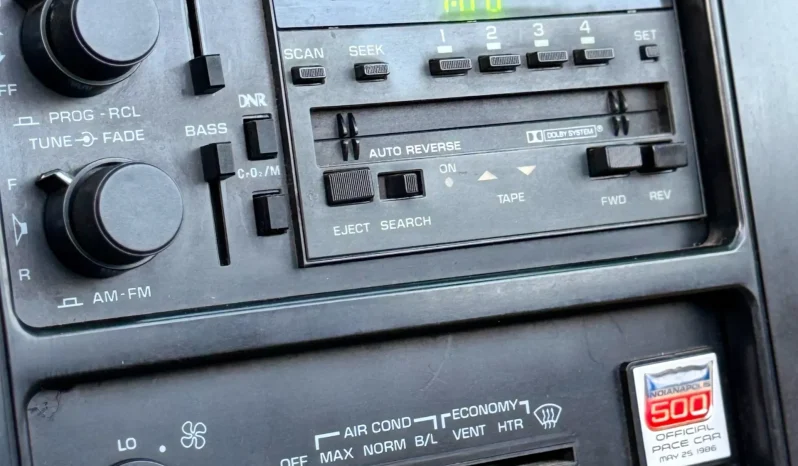 SCAN SEEK 1 2 3 4 SET
FF
PROG - RCL
TUNE FADE
BASS
DNR
CrO₂/M
AUTO REVERSE
DOLBY SYSTEM®
ON
TAPE
EJECT SEARCH
FWD REV
F
R
AM-FM
LO
OFF MAX NORM B/L VENT HTR
AIR COND ECONOMY
INDIANAPOLIS
500
OFFICIAL
PACE CAR
MAY 25 1986